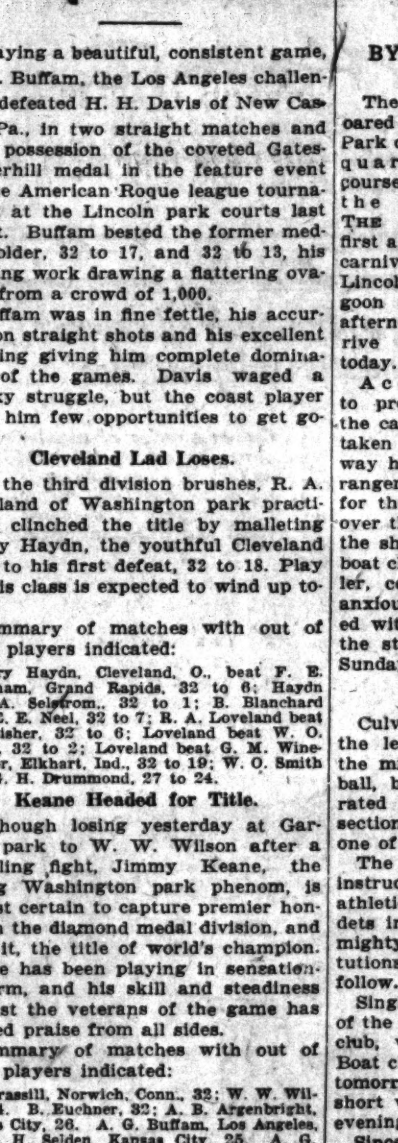 aying a beautiful, consistent game,
. Buffam, the Los Angeles challen-
defeated H. H. Davis of New Cas-
Pa., in two straight matches and
possession of the coveted Gates-
erhill medal in the feature event
e American Roque league tourna-
at at the Lincoln park courts last
t. Buffam bested the former med-
older, 32 to 17, and 32 to 13, his
ing work drawing a flattering ova-
from a crowd of 1,000.
ffam was in fine fettle, his accur-
on straight shots and his excellent
ing giving him complete domina-
of the games. Davis waged a
ky struggle, but the coast player
him few opportunities to get go-
Cleveland Lad Loses.
the third division brushes, R. A.
land of Washington park practi-
clinched the title by malleting
y Haydn, the youthful Cleveland
to his first defeat, 32 to 18. Play
is class is expected to wind up to-
mmary of matches with out of
players indicated:
ry Haydn, Cleveland, O., beat F. E.
ham, Grand Rapids, 32 to 6; Haydn
A. Selstrom., 32 to 1; B. Blanchard
C. E. Neel, 32 to 7; R. A. Loveland beat
isher, 32 to 6; Loveland beat W. O.
, 32 to 2; Loveland beat G. M. Wine-
r, Elkhart, Ind., 32 to 19; W. O. Smith
. H. Drummond, 27 to 24.
Keane Headed for Title.
hough losing yesterday at Gar-
park to W. W. Wilson after a
ling fight, Jimmy Keane, the
g Washington park phenom, is
st certain to capture premier hon-
n the diamond medal division, and
it, the title of world's champion.
e has been playing in sensation-
rm, and his skill and steadiness
st the veterans of the game has
ed praise from all sides.
mmary of matches with out of
players indicated:
rassill, Norwich, Conn., 32; W. W. Wil-
. B. Euchner, 32; A. B. Argenbright,
s City, 26. A. G. Buffam, Los Angeles,
H. Selden, Kansas City, 25. A. G.
BY
The
oared
Park
quar
course
the
THE
first a
carniv
Lincol
goon
aftern
rive
today.
Ac
to pr
the ca
taken
way h
ranger
for th
over t
the sh
boat c
ler, c
anxiou
ed wit
the st
Sunda
Culv
the le
the mi
ball, b
rated
section
one of
The
instruc
athleti
dets in
mighty
tutions
follow.
Sing
of the
club,
Boat c
tomorr
short
evening